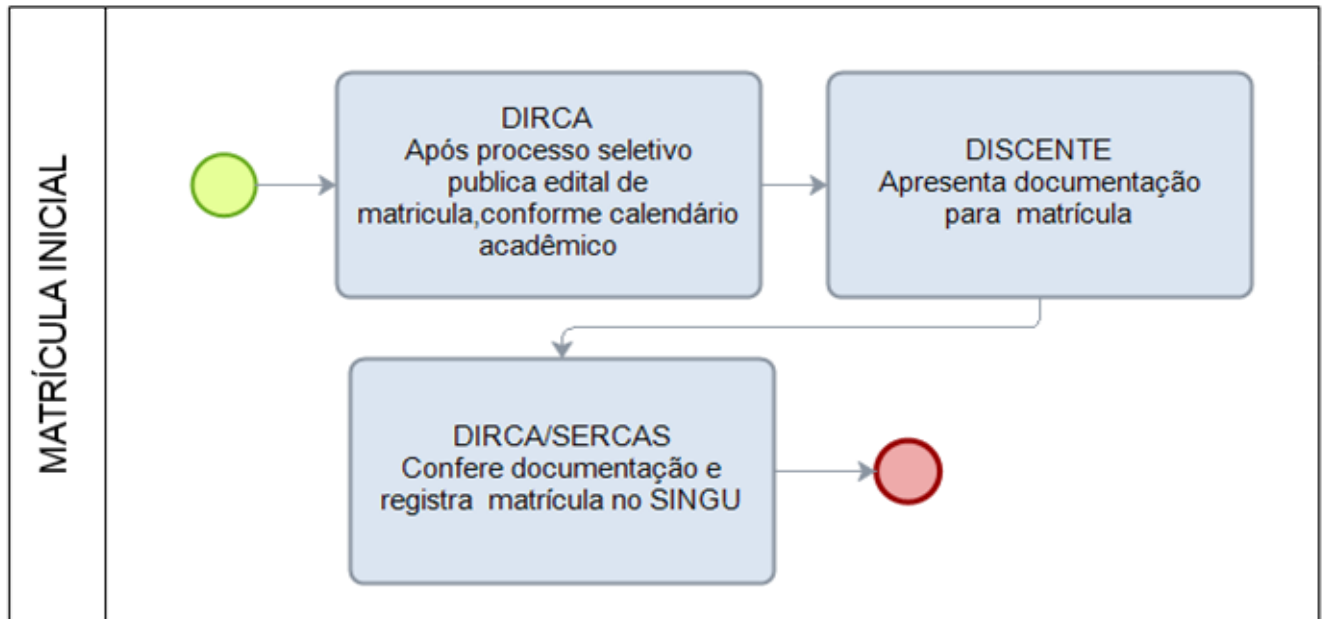 MATRÍCULA INICIAL
DIRCA
Após processo seletivo
publica edital de
matricula,conforme calendário
acadêmico
DISCENTE
Apresenta documentação
para  matrícula
DIRCA/SERCAS
Confere documentação e
registra  matrícula no SINGU